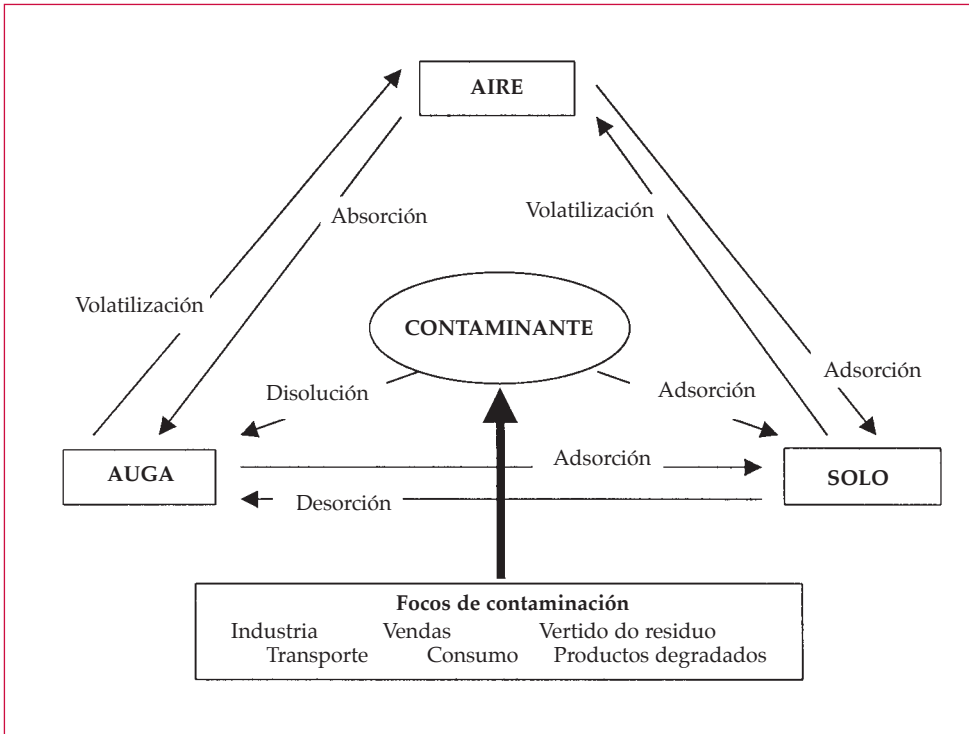 AIRE
Absorción
Volatilización
Volatilización
CONTAMINANTE
Adsorción
Disolución
Adsorción
AUGA
Adsorción
SOLO
Desorción
Focos de contaminación
Industria Vendas Vertido do residuo
Transporte Consumo Productos degradados